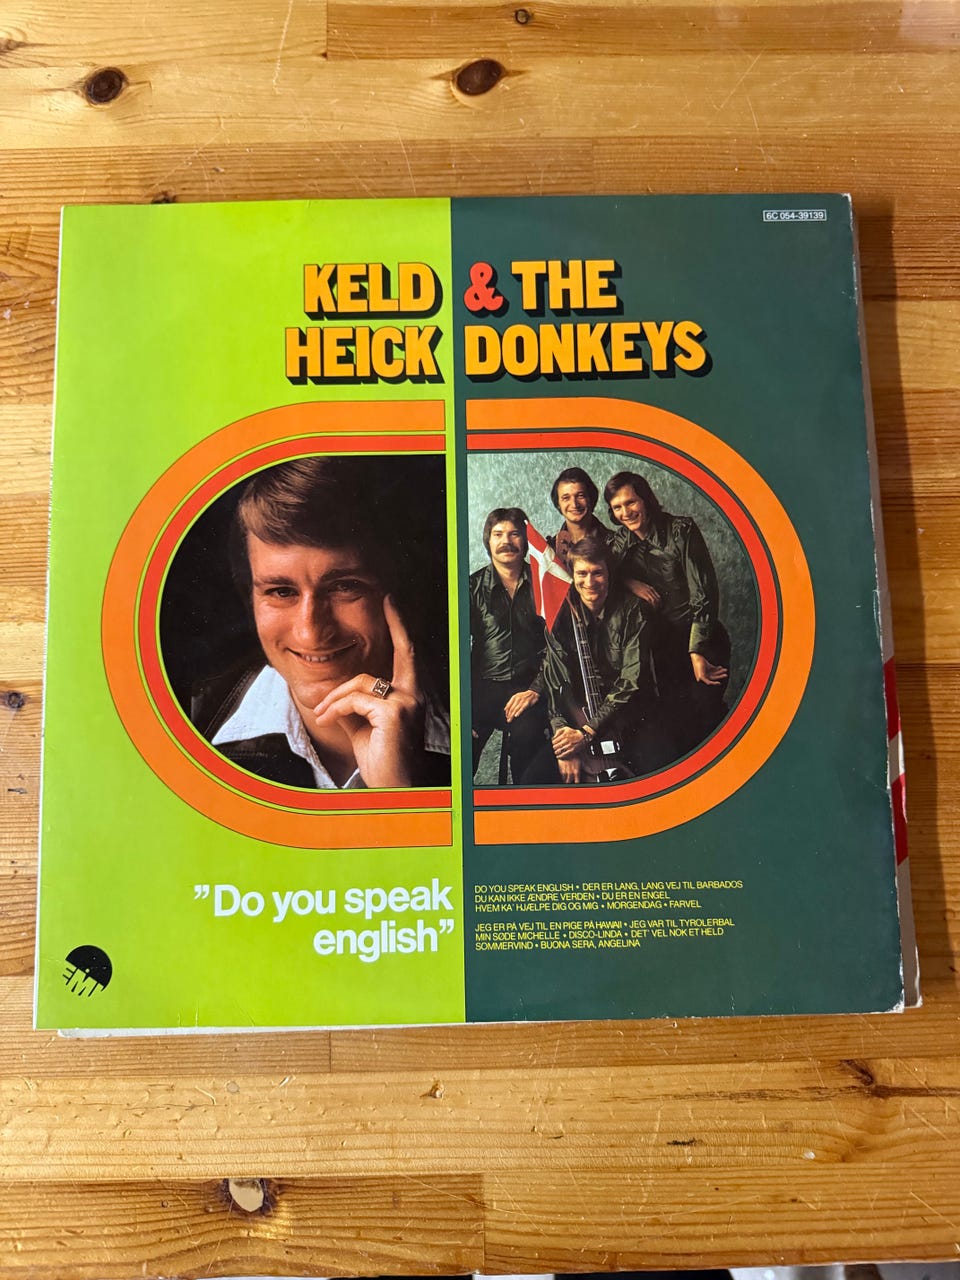 6C 054-39139
KELD & THE
HEICK DONKEYS
"Do you speak
english"
DO YOU SPEAK ENGLISH • DER ER LANG, LANG VEJ TIL BARBADOS
DU KAN IKKE ÆNDRE VERDEN • DU ER EN ENGEL
HVEM KA' HJÆLPE DIG OG MIG • MORGENDAG • FARVEL
JEG ER PÅ VEJ TIL EN PIGE PÅ HAWAII • JEG VAR TIL TYROLERBAL
MIN SØDE MICHELLE • DISCO-LINDA • DET' VEL NOK ET HELD
SOMMERVIND • BUONA SERA, ANGELINA
EMI